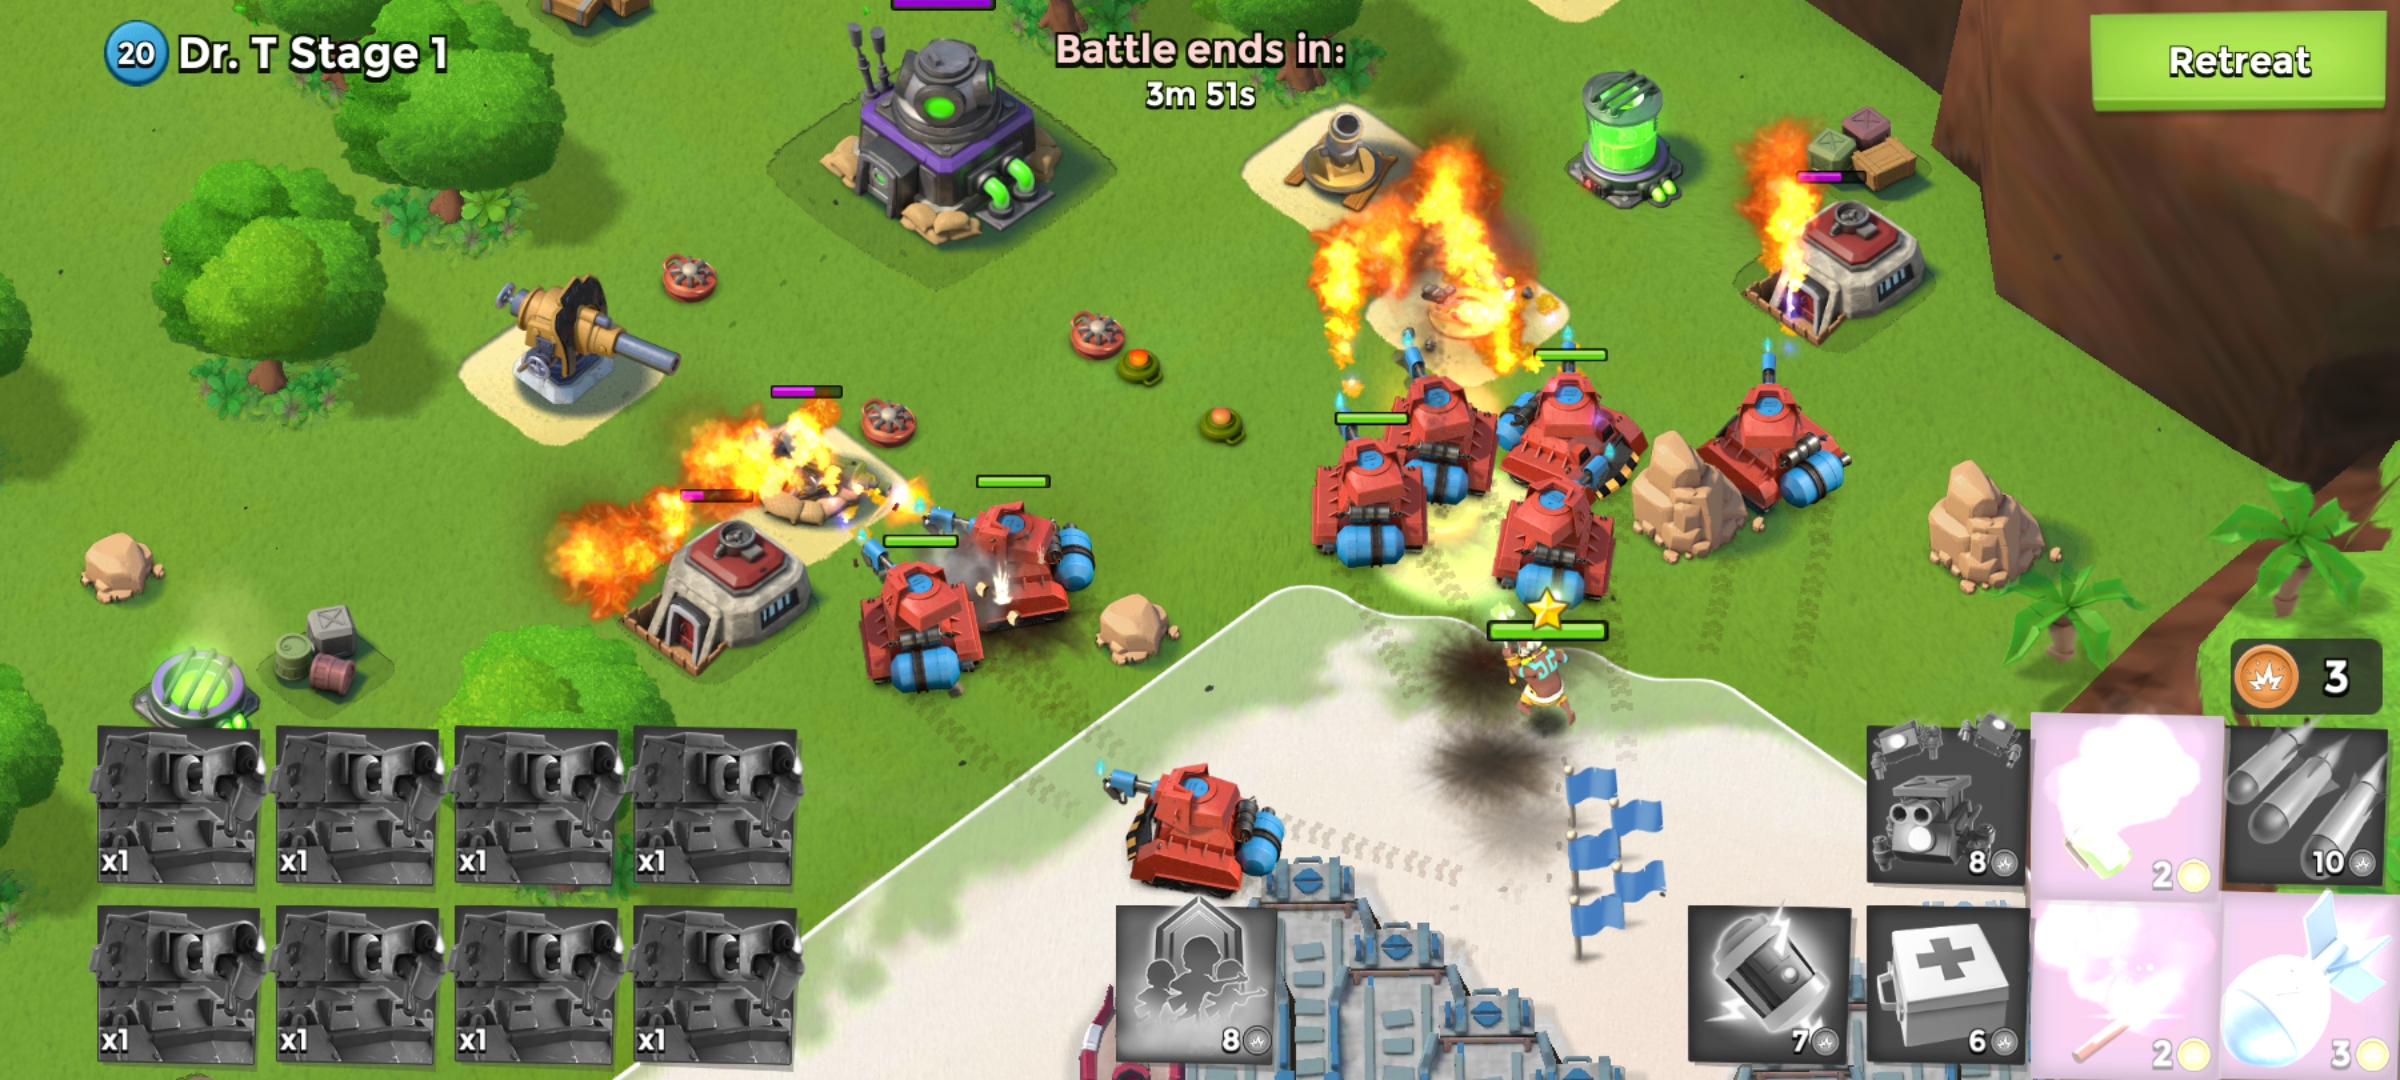 20 Dr. T Stage 1
Battle ends in:
3m 51s
Retreat
3
x1 x1 x1 x1
8 2 10
x1 x1 x1 x1
8 7 6 2 3